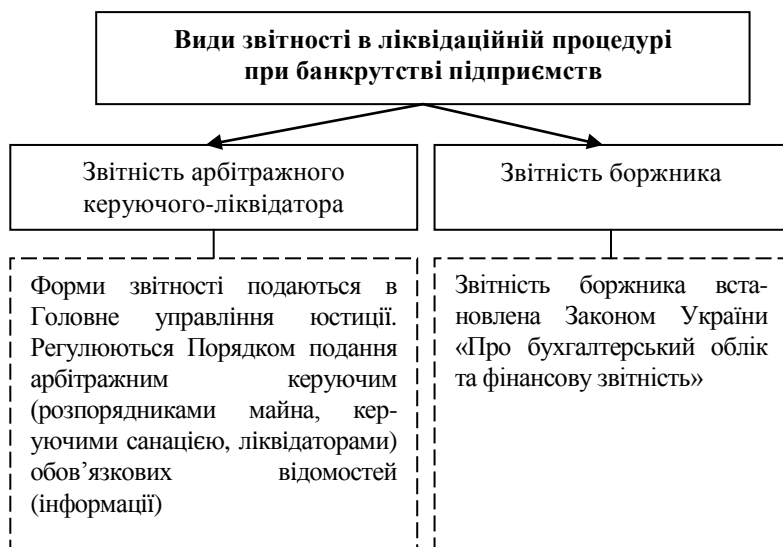 Види звітності в ліквідаційній процедурі
при банкрутстві підприємств
Звітність арбітражного
керуючого-ліквідатора
Звітність боржника
Форми звітності подаються в
Головне управління юстиції.
Регулюються Порядком подання
арбітражним керуючим
(розпорядниками майна, кер-
уючими санацією, ліквідаторами)
обов’язкових відомостей
(інформації)
Звітність боржника вста-
новлена Законом України
«Про бухгалтерський облік
та фінансову звітність»